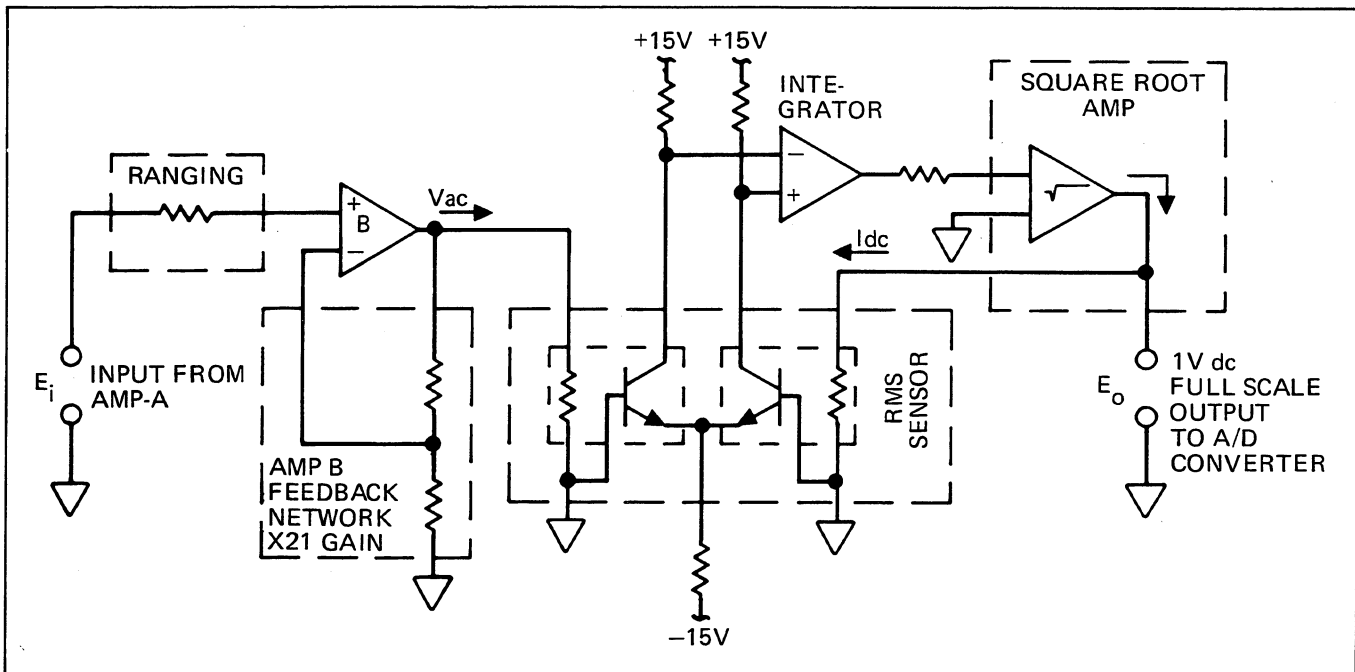 +15V +15V
INTE-
GRATOR
SQUARE ROOT
AMP
RANGING
Vac
+
B
−
−
+
√
Idc
Ei
INPUT FROM
AMP-A
AMP B
FEEDBACK
NETWORK
X21 GAIN
RMS
SENSOR
Eo
1V dc
FULL SCALE
OUTPUT
TO A/D
CONVERTER
−15V